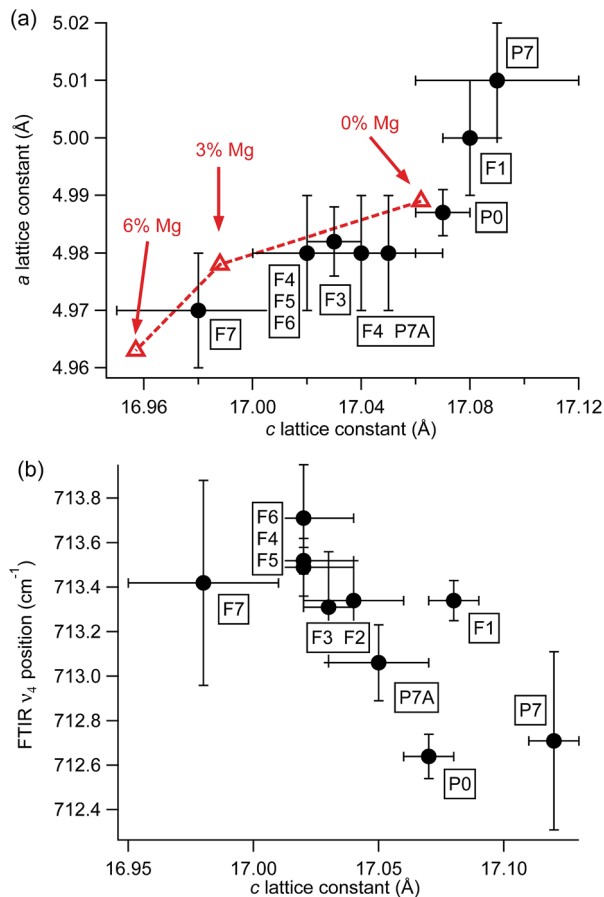 (a)
5.02
5.01
5.00
4.99
4.98
4.97
4.96
a lattice constant (Å)
P7
0% Mg
F1
3% Mg
P0
6% Mg
F4
F5
F6
F3
F7
F4 P7A
16.96 17.00 17.04 17.08 17.12
c lattice constant (Å)
(b)
713.8
713.6
713.4
713.2
713.0
712.8
712.6
712.4
FTIR ν4 position (cm−1)
F6
F4
F5
F7
F3 F2
F1
P7A
P7
P0
16.95 17.00 17.05 17.10
c lattice constant (Å)